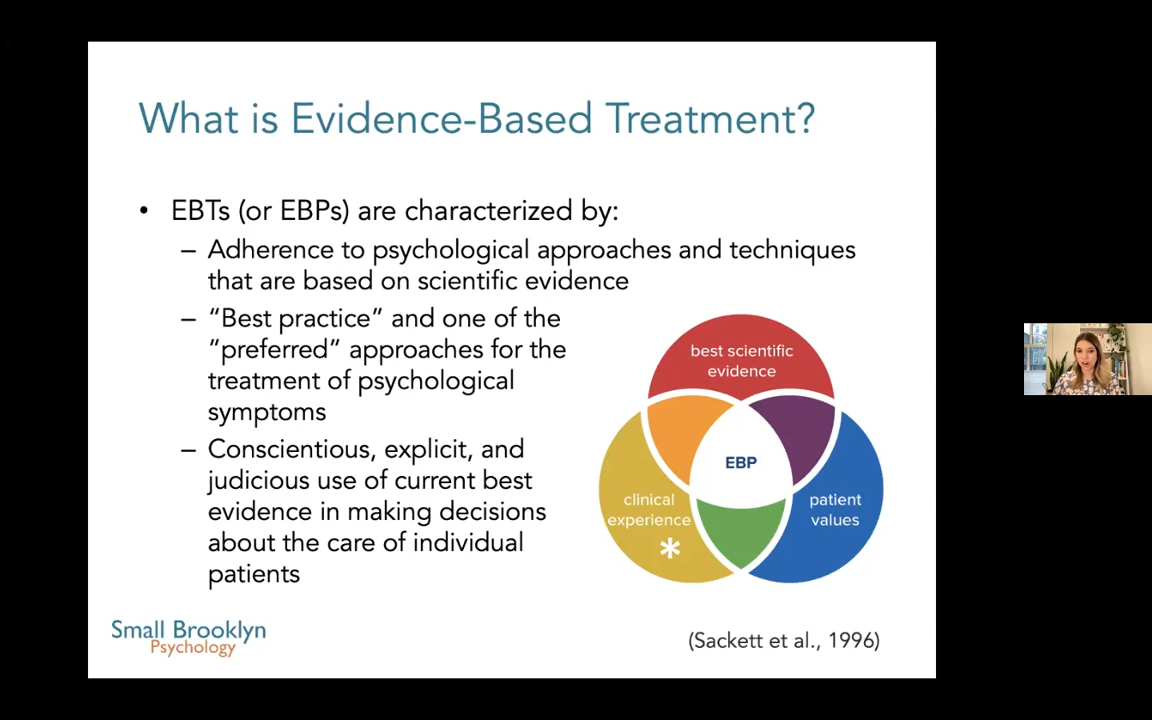 What is Evidence-Based Treatment?
• EBTs (or EBPs) are characterized by:
– Adherence to psychological approaches and techniques
that are based on scientific evidence
– “Best practice” and one of the
“preferred” approaches for the
treatment of psychological
symptoms
– Conscientious, explicit, and
judicious use of current best
evidence in making decisions
about the care of individual
patients
best scientific
evidence
EBP
clinical
experience
*
patient
values
Small Brooklyn
Psychology
(Sackett et al., 1996)